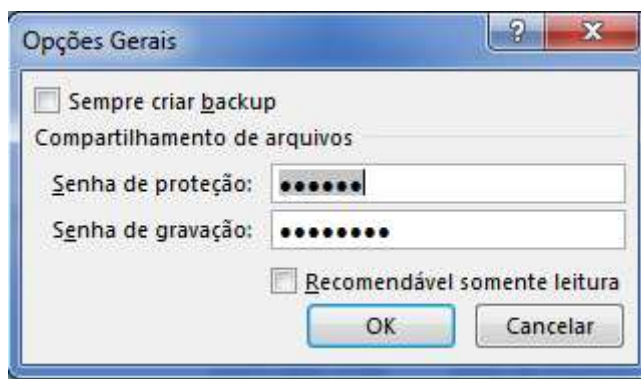 Opções Gerais
Sempre criar backup
Compartilhamento de arquivos
Senha de proteção: ●●●●●●
Senha de gravação: ●●●●●●●●
Recomendável somente leitura
OK Cancelar